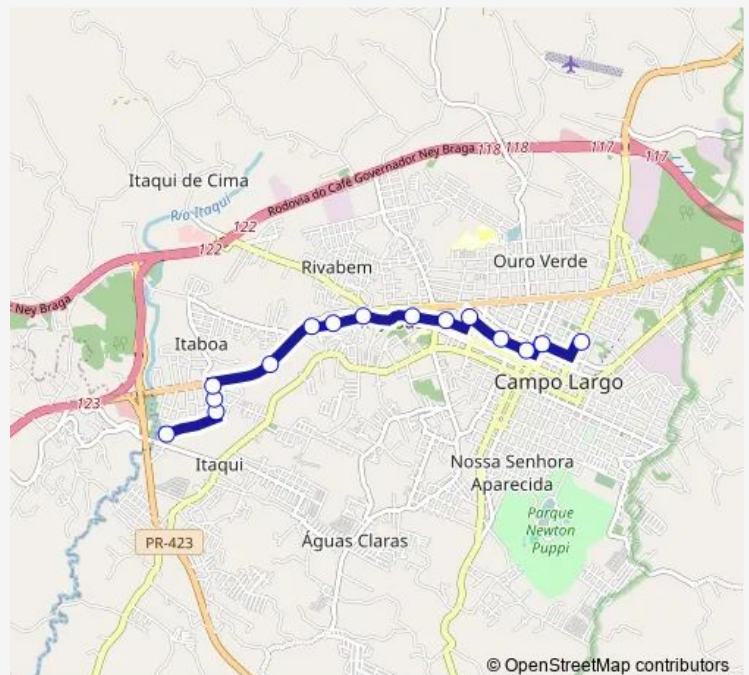 Rodovia do Café Governador Ney Braga
118
118
117
117
Itaqui de Cima
Rio Itaqui
122
122
Rivabem
Ouro Verde
Ney Braga
Itaboa
Campo Largo
123
Itaqui
Nossa Senhora
Aparecida
Parque
Newton
Puppi
PR-423
Águas Claras
© OpenStreetMap contributors